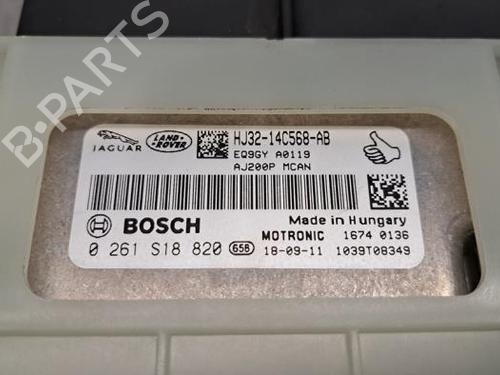 B-PARTS
JAGUAR
LAND-
ROVER
HJ32-14C568-AB
EQ9GY A0119
AJ200P MCAN
BOSCH
Made in Hungary
MOTRONIC 1674 0136
0 261 S18 820 65B 18-09-11 1039T08349